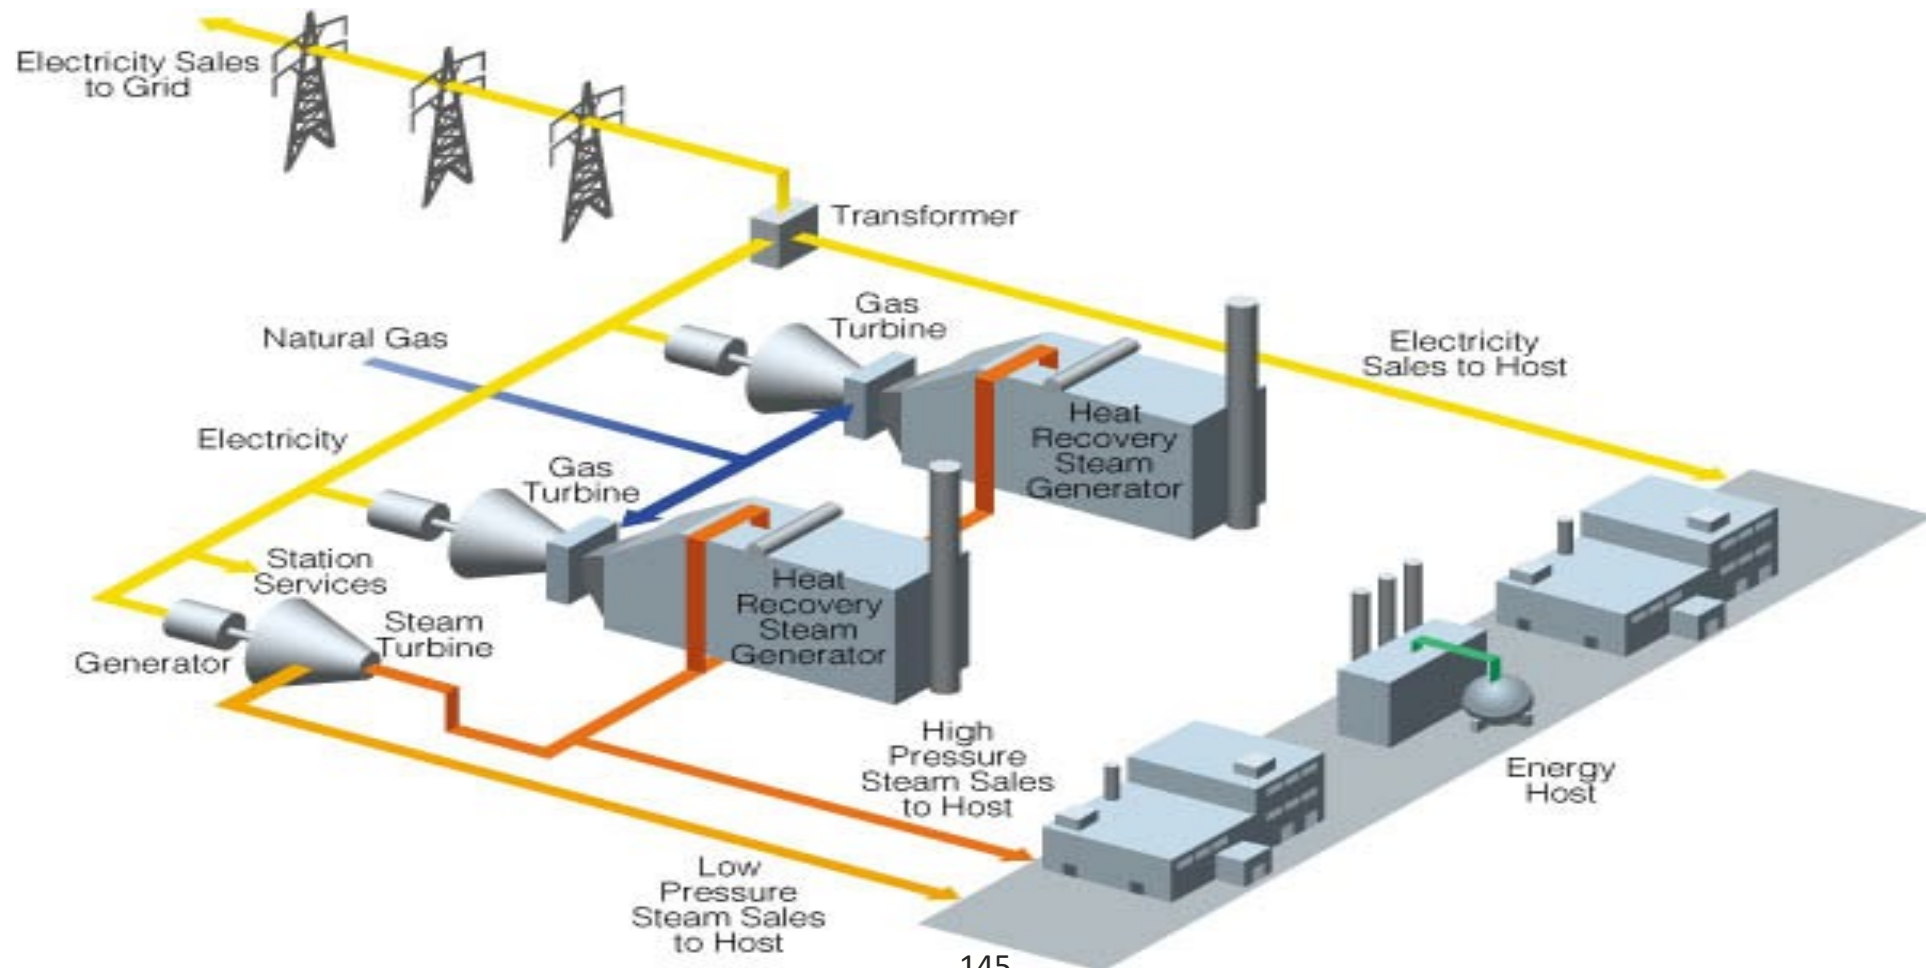 Electricity Sales
to Grid
Transformer
Gas
Turbine
Natural Gas
Electricity
Sales to Host
Heat
Recovery
Steam
Generator
Electricity
Gas
Turbine
Station
Services
Heat
Recovery
Steam
Generator
Steam
Turbine
Generator
High
Pressure
Steam Sales
to Host
Energy
Host
Low
Pressure
Steam Sales
to Host
145